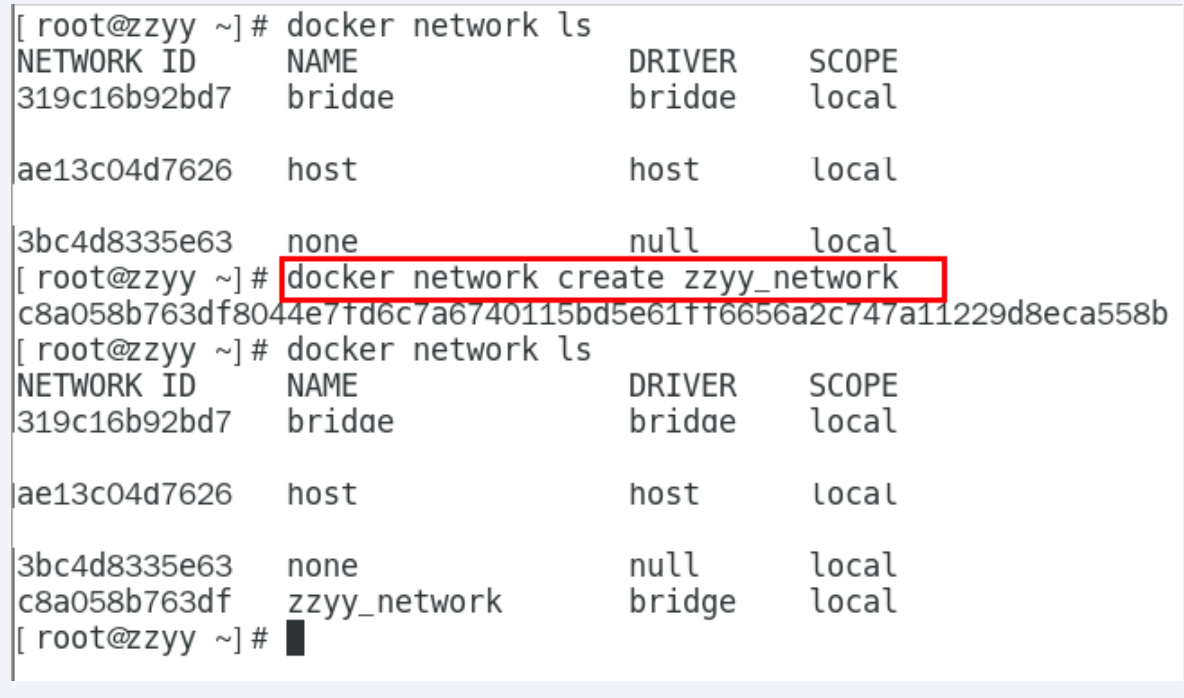 [root@zzyy ~]# docker network ls
NETWORK ID NAME DRIVER SCOPE
319c16b92bd7 bridge bridge local
ae13c04d7626 host host local
3bc4d8335e63 none null local
[root@zzyy ~]# docker network create zzyy_network
c8a058b763df8044e7fd6c7a6740115bd5e61ff6656a2c747a11229d8eca558b
[root@zzyy ~]# docker network ls
NETWORK ID NAME DRIVER SCOPE
319c16b92bd7 bridge bridge local
ae13c04d7626 host host local
3bc4d8335e63 none null local
c8a058b763df zzyy_network bridge local
[root@zzyy ~]#